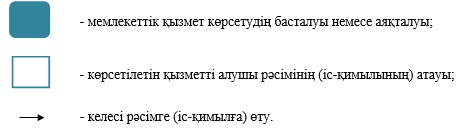 - мемлекеттік қызмет көрсетудің басталуы немесе аяқталуы;
- көрсетілетін қызметті алушы рәсімінің (іс-қимылының) атауы;
- келесі рәсімге (іс-қимылға) өту.